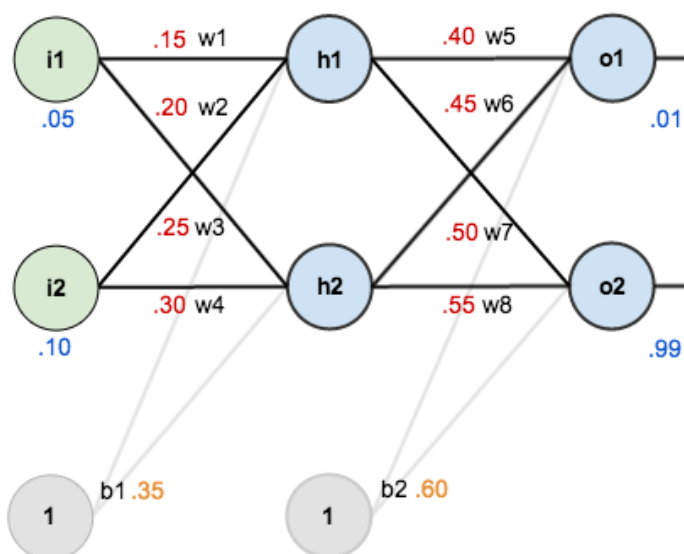 .15 w1 .40 w5
i1 h1 o1
.20 w2 .45 w6
.05 .01
.25 w3 .50 w7
i2 h2 o2
.30 w4 .55 w8
.10 .99
b1 .35 b2 .60
1 1